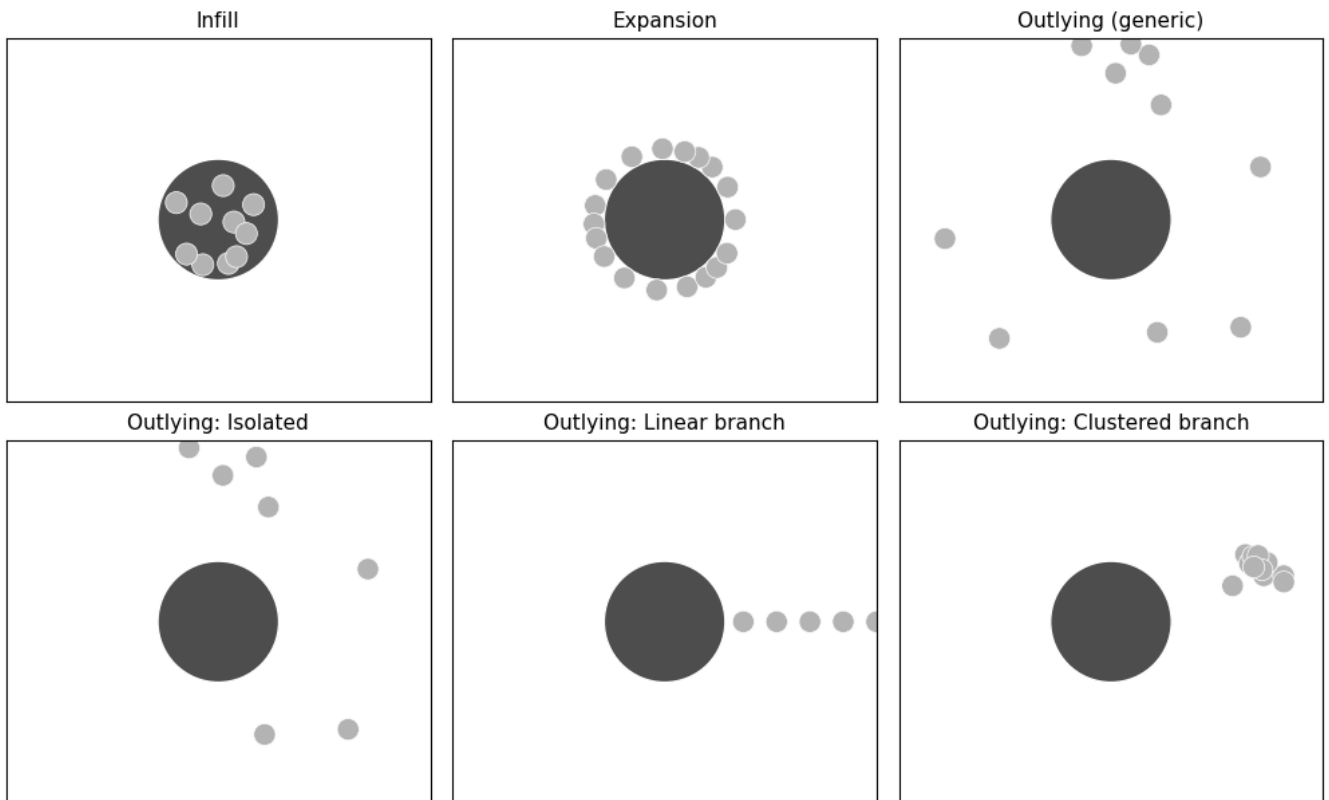 Infill
Expansion
Outlying (generic)
Outlying: Isolated
Outlying: Linear branch
Outlying: Clustered branch